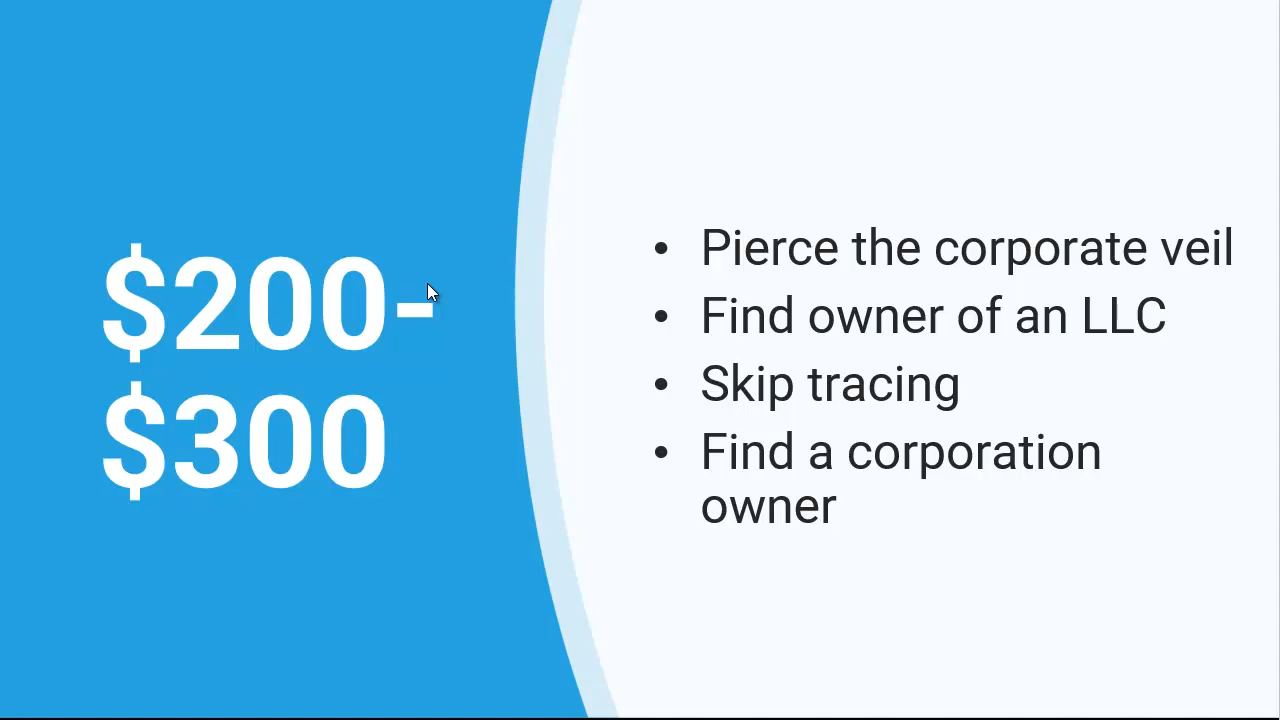 $200-
$300
• Pierce the corporate veil
• Find owner of an LLC
• Skip tracing
• Find a corporation
owner